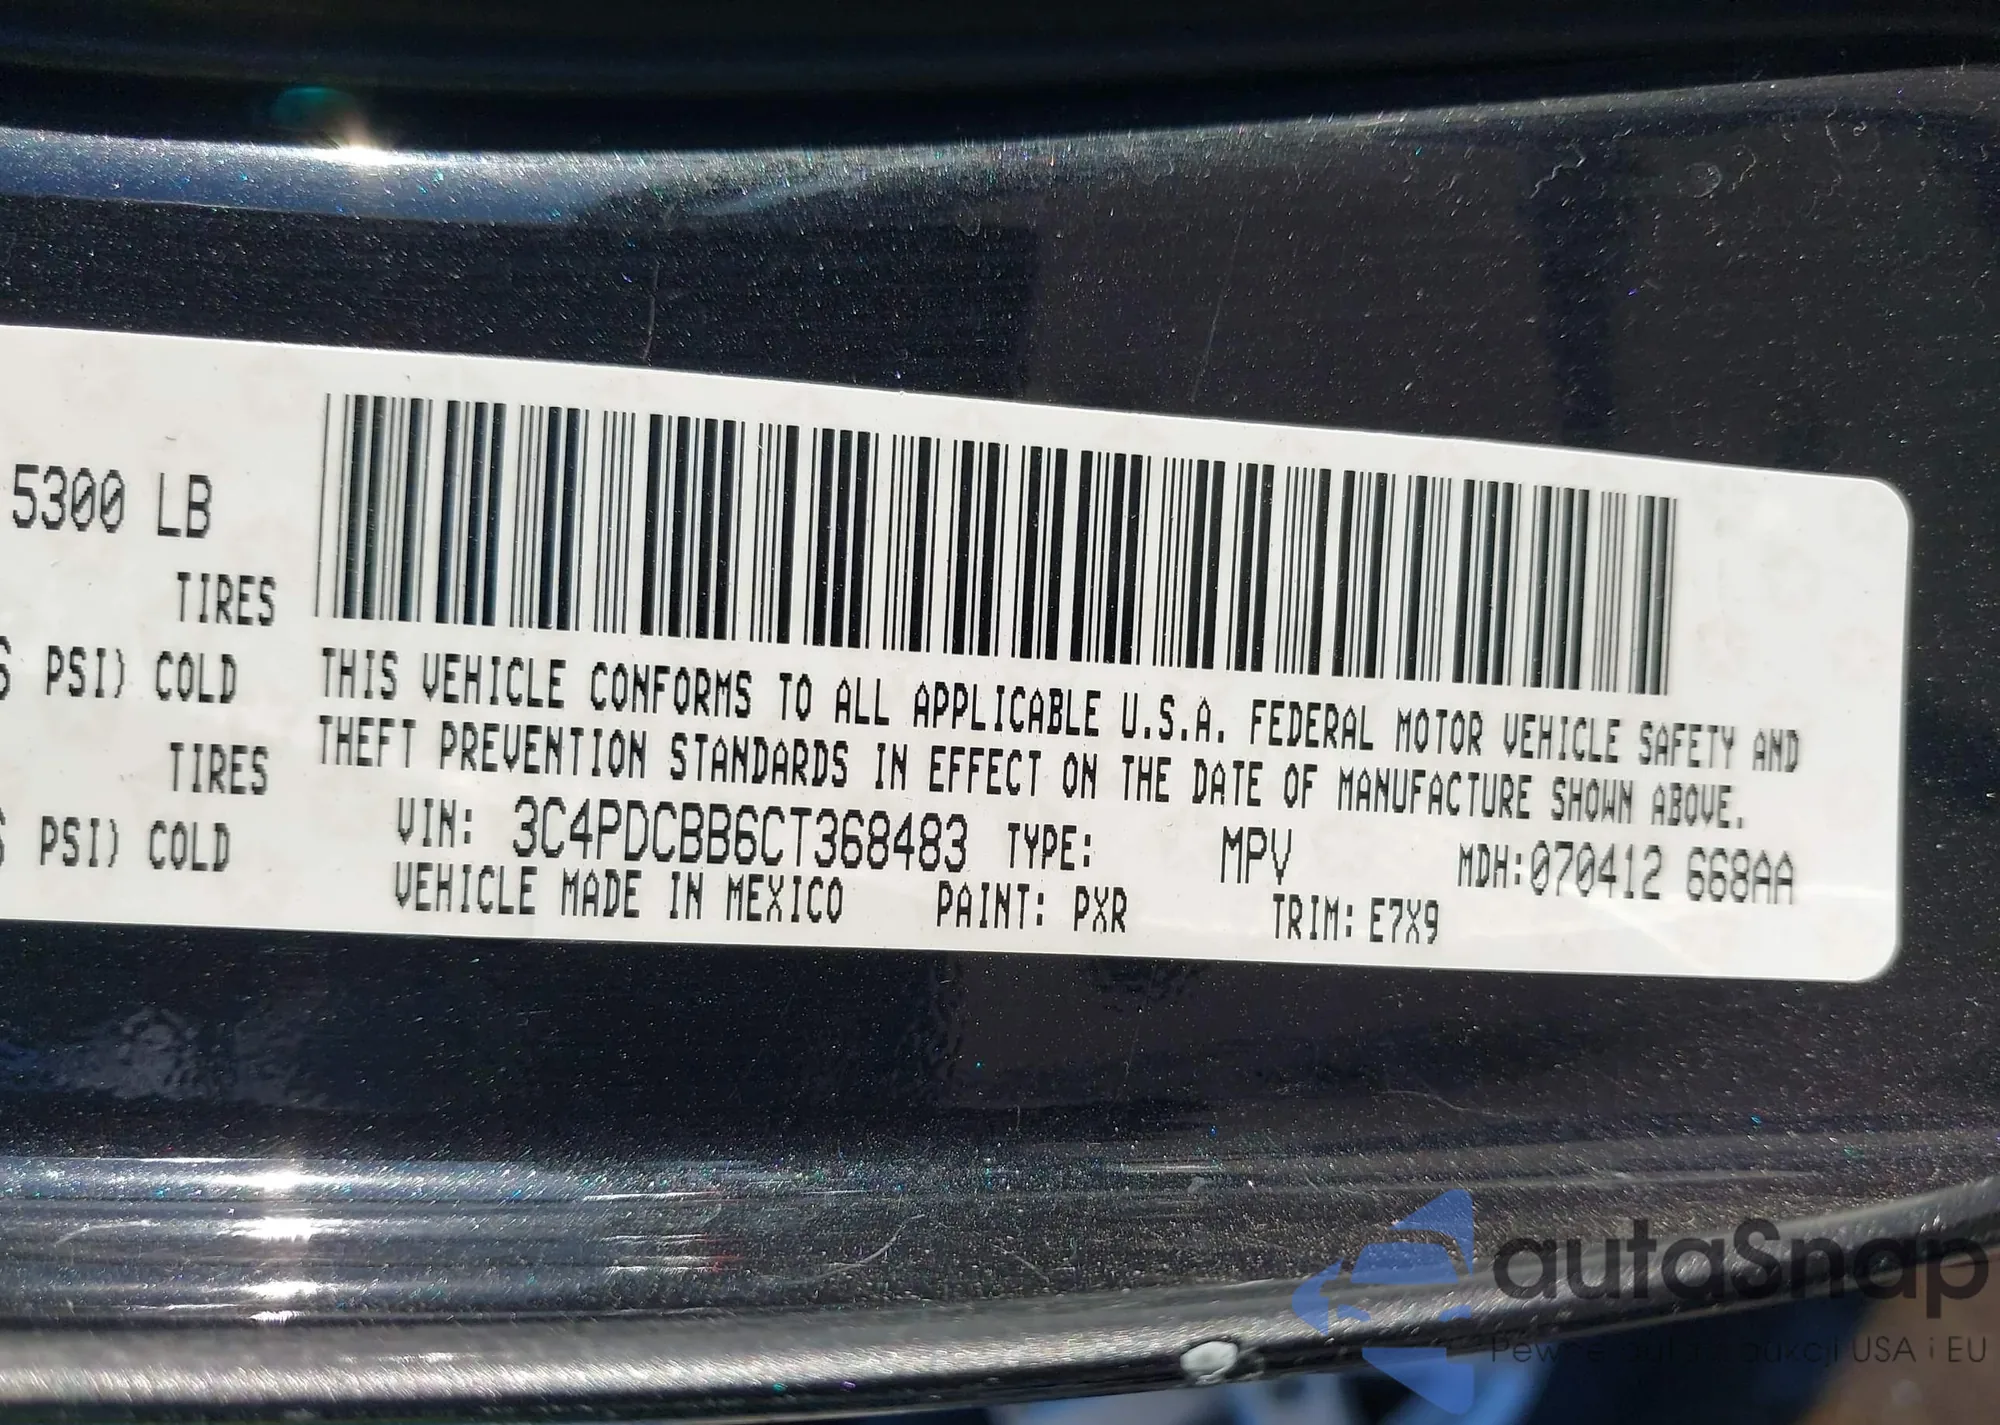 5300 LB
TIRES
PSI) COLD
TIRES
PSI) COLD
THIS VEHICLE CONFORMS TO ALL APPLICABLE U.S.A. FEDERAL MOTOR VEHICLE SAFETY AND
THEFT PREVENTION STANDARDS IN EFFECT ON THE DATE OF MANUFACTURE SHOWN ABOVE.
VIN: 3C4PDCBB6CT368483 TYPE: MPV MDH:070412 668AA
VEHICLE MADE IN MEXICO PAINT: PXR TRIM: E7X9
autaSnap
USA i EU